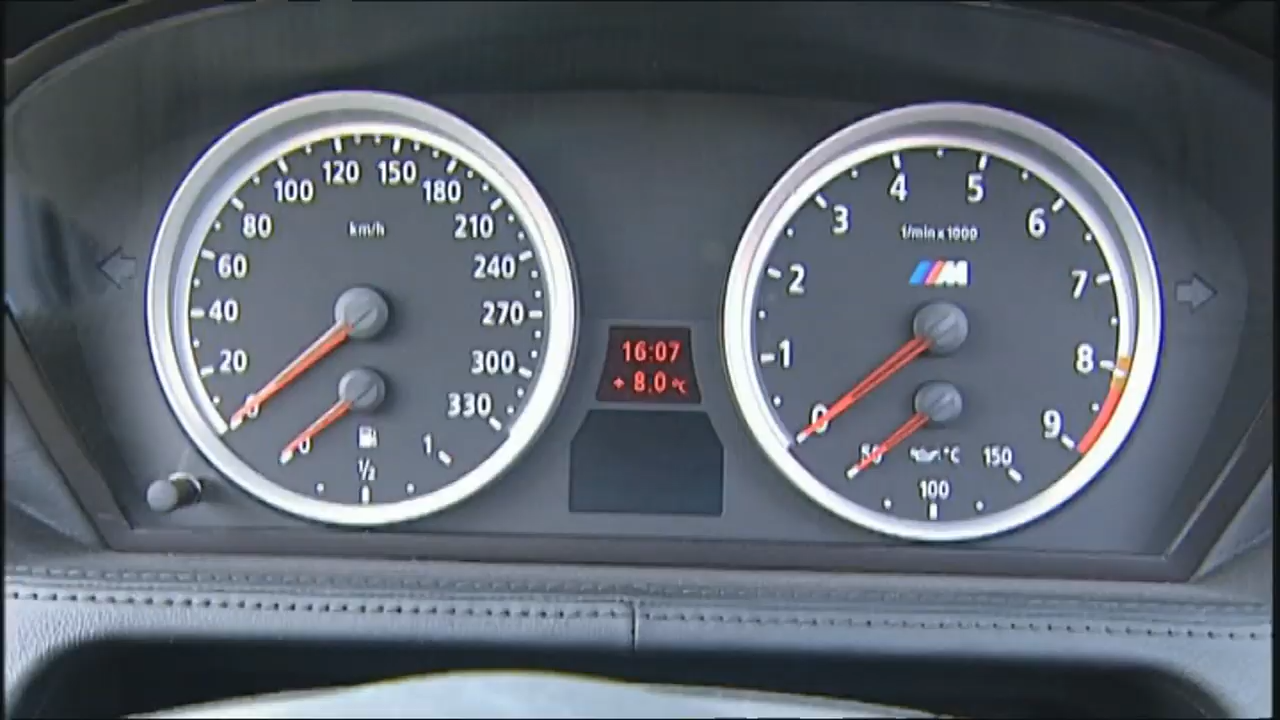 120 150
100 180
80 km/h 210
60 240
40 270
20 300
0 330
0 1
1/2
16:07
+ 8.0 °C
4 5
3 1/min x 1000 6
M
2 7
1 8
0 9
50 °C 150
100